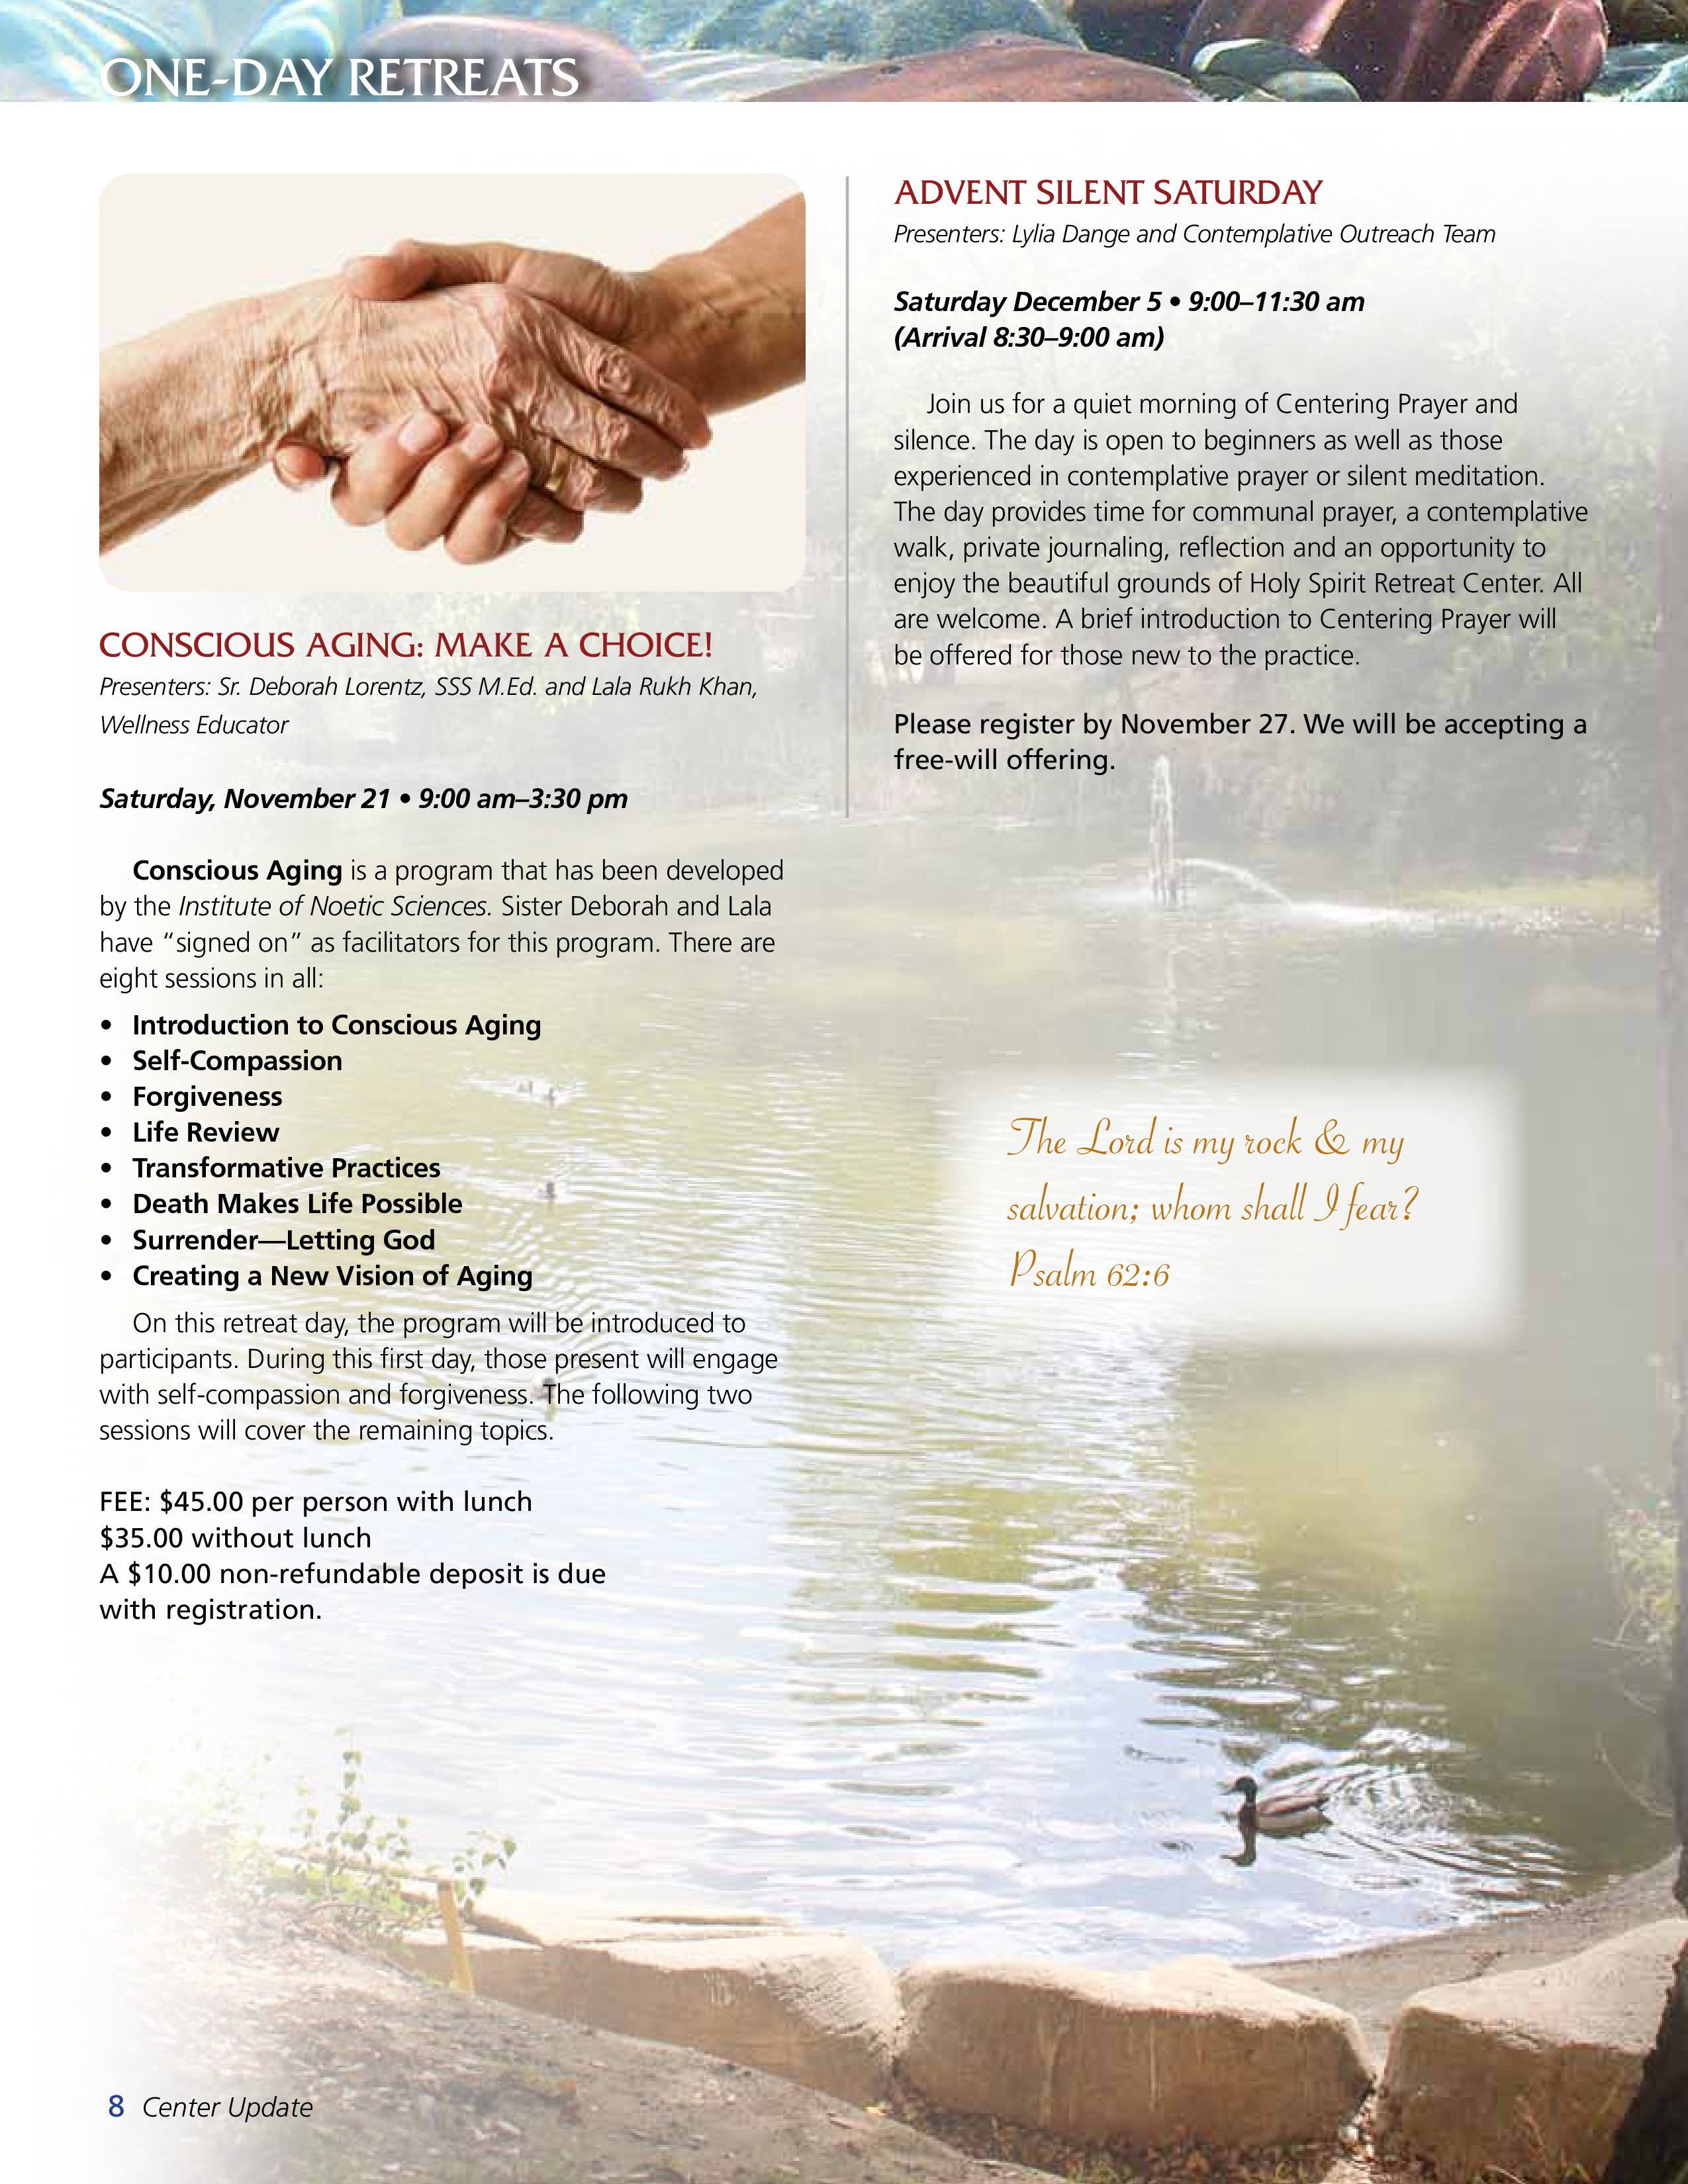 ONE-DAY RETREATS
CONSCIOUS AGING: MAKE A CHOICE!
Presenters: Sr. Deborah Lorentz, SSS M.Ed. and Lala Rukh Khan,
Wellness Educator
Saturday, November 21 • 9:00 am–3:30 pm
Conscious Aging is a program that has been developed
by the Institute of Noetic Sciences. Sister Deborah and Lala
have “signed on” as facilitators for this program. There are
eight sessions in all:
• Introduction to Conscious Aging
• Self-Compassion
• Forgiveness
• Life Review
• Transformative Practices
• Death Makes Life Possible
• Surrender—Letting God
• Creating a New Vision of Aging
On this retreat day, the program will be introduced to
participants. During this first day, those present will engage
with self-compassion and forgiveness. The following two
sessions will cover the remaining topics.
FEE: $45.00 per person with lunch
$35.00 without lunch
A $10.00 non-refundable deposit is due
with registration.
ADVENT SILENT SATURDAY
Presenters: Lylia Dange and Contemplative Outreach Team
Saturday December 5 • 9:00–11:30 am
(Arrival 8:30–9:00 am)
Join us for a quiet morning of Centering Prayer and
silence. The day is open to beginners as well as those
experienced in contemplative prayer or silent meditation.
The day provides time for communal prayer, a contemplative
walk, private journaling, reflection and an opportunity to
enjoy the beautiful grounds of Holy Spirit Retreat Center. All
are welcome. A brief introduction to Centering Prayer will
be offered for those new to the practice.
Please register by November 27. We will be accepting a
free-will offering.
The Lord is my rock & my
salvation; whom shall I fear?
Psalm 62:6
8 Center Update